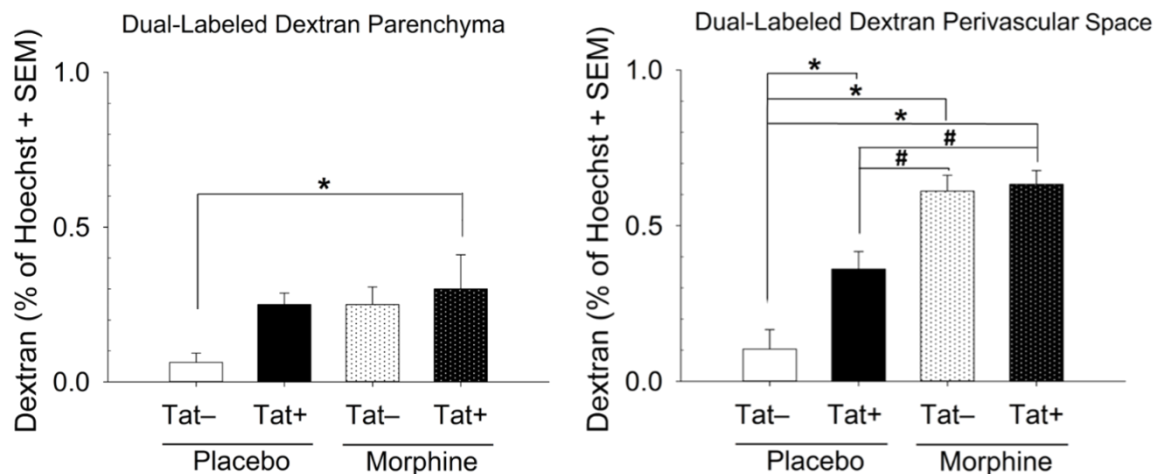 Dual-Labeled Dextran Parenchyma
Dextran (% of Hoechst + SEM)
1.0
0.5
0.0
*
Tat– Tat+ Tat– Tat+
Placebo Morphine
Dual-Labeled Dextran Perivascular Space
Dextran (% of Hoechst + SEM)
1.0
0.5
0.0
*
*
*
#
#
Tat– Tat+ Tat– Tat+
Placebo Morphine